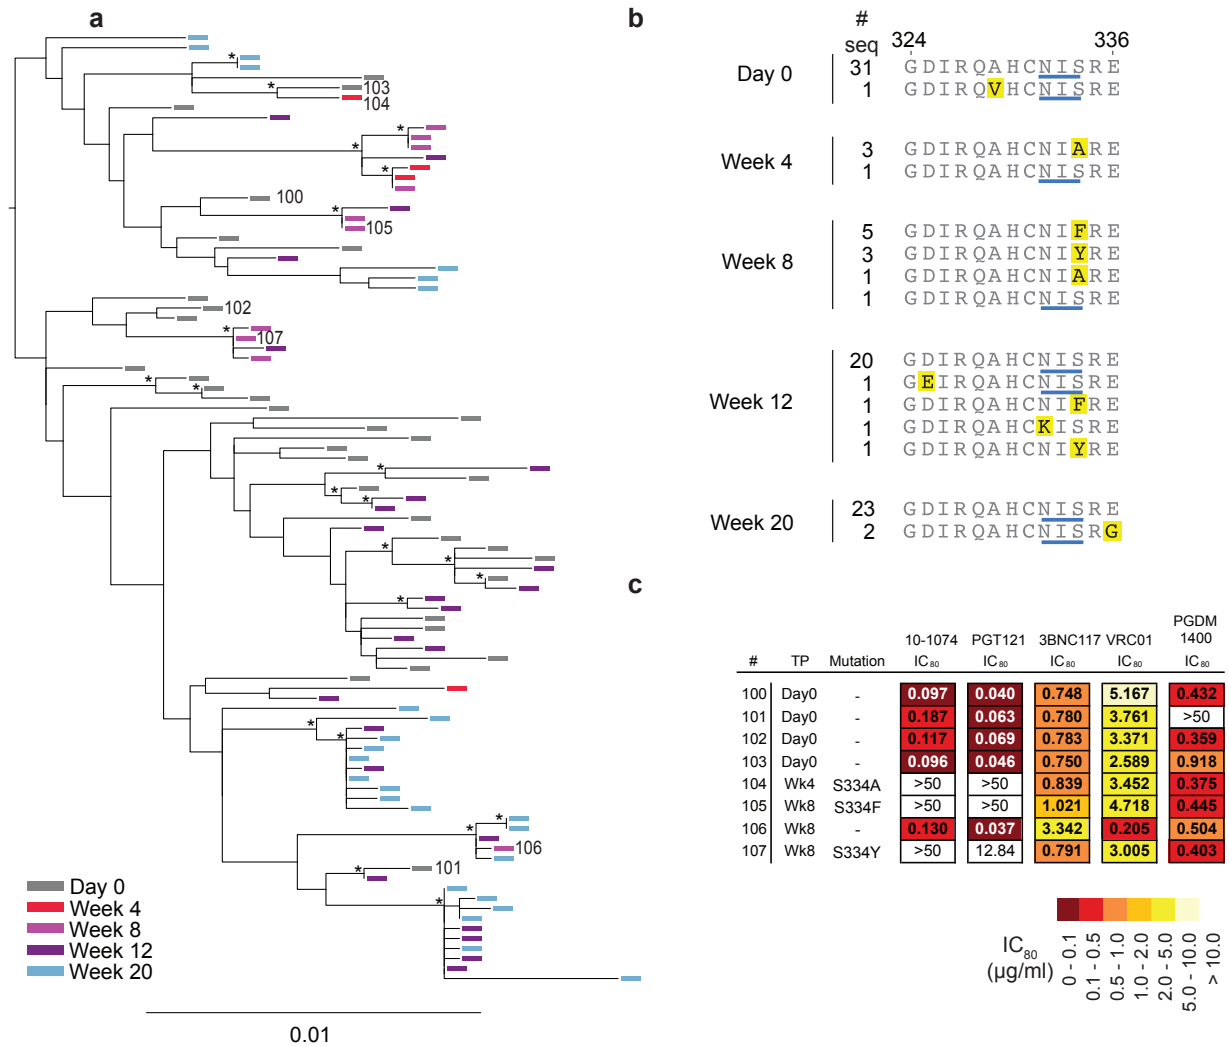 a
*
*
103
104
*
*
*
100
*
105
102
*
107
*
*
*
*
*
*
*
*
*
*
*
*
*
106
*
101
*
Day 0
Week 4
Week 8
Week 12
Week 20
0.01
b
# seq
324 336
Day 0
31 GDIRQAHCNISRE
1 GDIRQVHCNISRE
Week 4
3 GDIRQAHCNIARE
1 GDIRQAHCNISRE
Week 8
5 GDIRQAHCNIFRE
3 GDIRQAHCNIYRE
1 GDIRQAHCNIARE
1 GDIRQAHCNISRE
Week 12
20 GDIRQAHCNISRE
1 GEIRQAHCNISRE
1 GDIRQAHCNIFRE
1 GDIRQAHCKISRE
1 GDIRQAHCNIYRE
Week 20
23 GDIRQAHCNISRE
2 GDIRQAHCNISRG
c
10-1074 PGT121 3BNC117 VRC01 PGDM 1400
# TP Mutation IC80 IC80 IC80 IC80 IC80
100 Day0 - 0.097 0.040 0.748 5.167 0.432
101 Day0 - 0.187 0.063 0.780 3.761 >50
102 Day0 - 0.117 0.069 0.783 3.371 0.359
103 Day0 - 0.096 0.046 0.750 2.589 0.918
104 Wk4 S334A >50 >50 0.839 3.452 0.375
105 Wk8 S334F >50 >50 1.021 4.718 0.445
106 Wk8 - 0.130 0.037 3.342 0.205 0.504
107 Wk8 S334Y >50 12.84 0.791 3.005 0.403
IC80
(µg/ml)
0 - 0.1
0.1 - 0.5
0.5 - 1.0
1.0 - 2.0
2.0 - 5.0
5.0 - 10.0
> 10.0